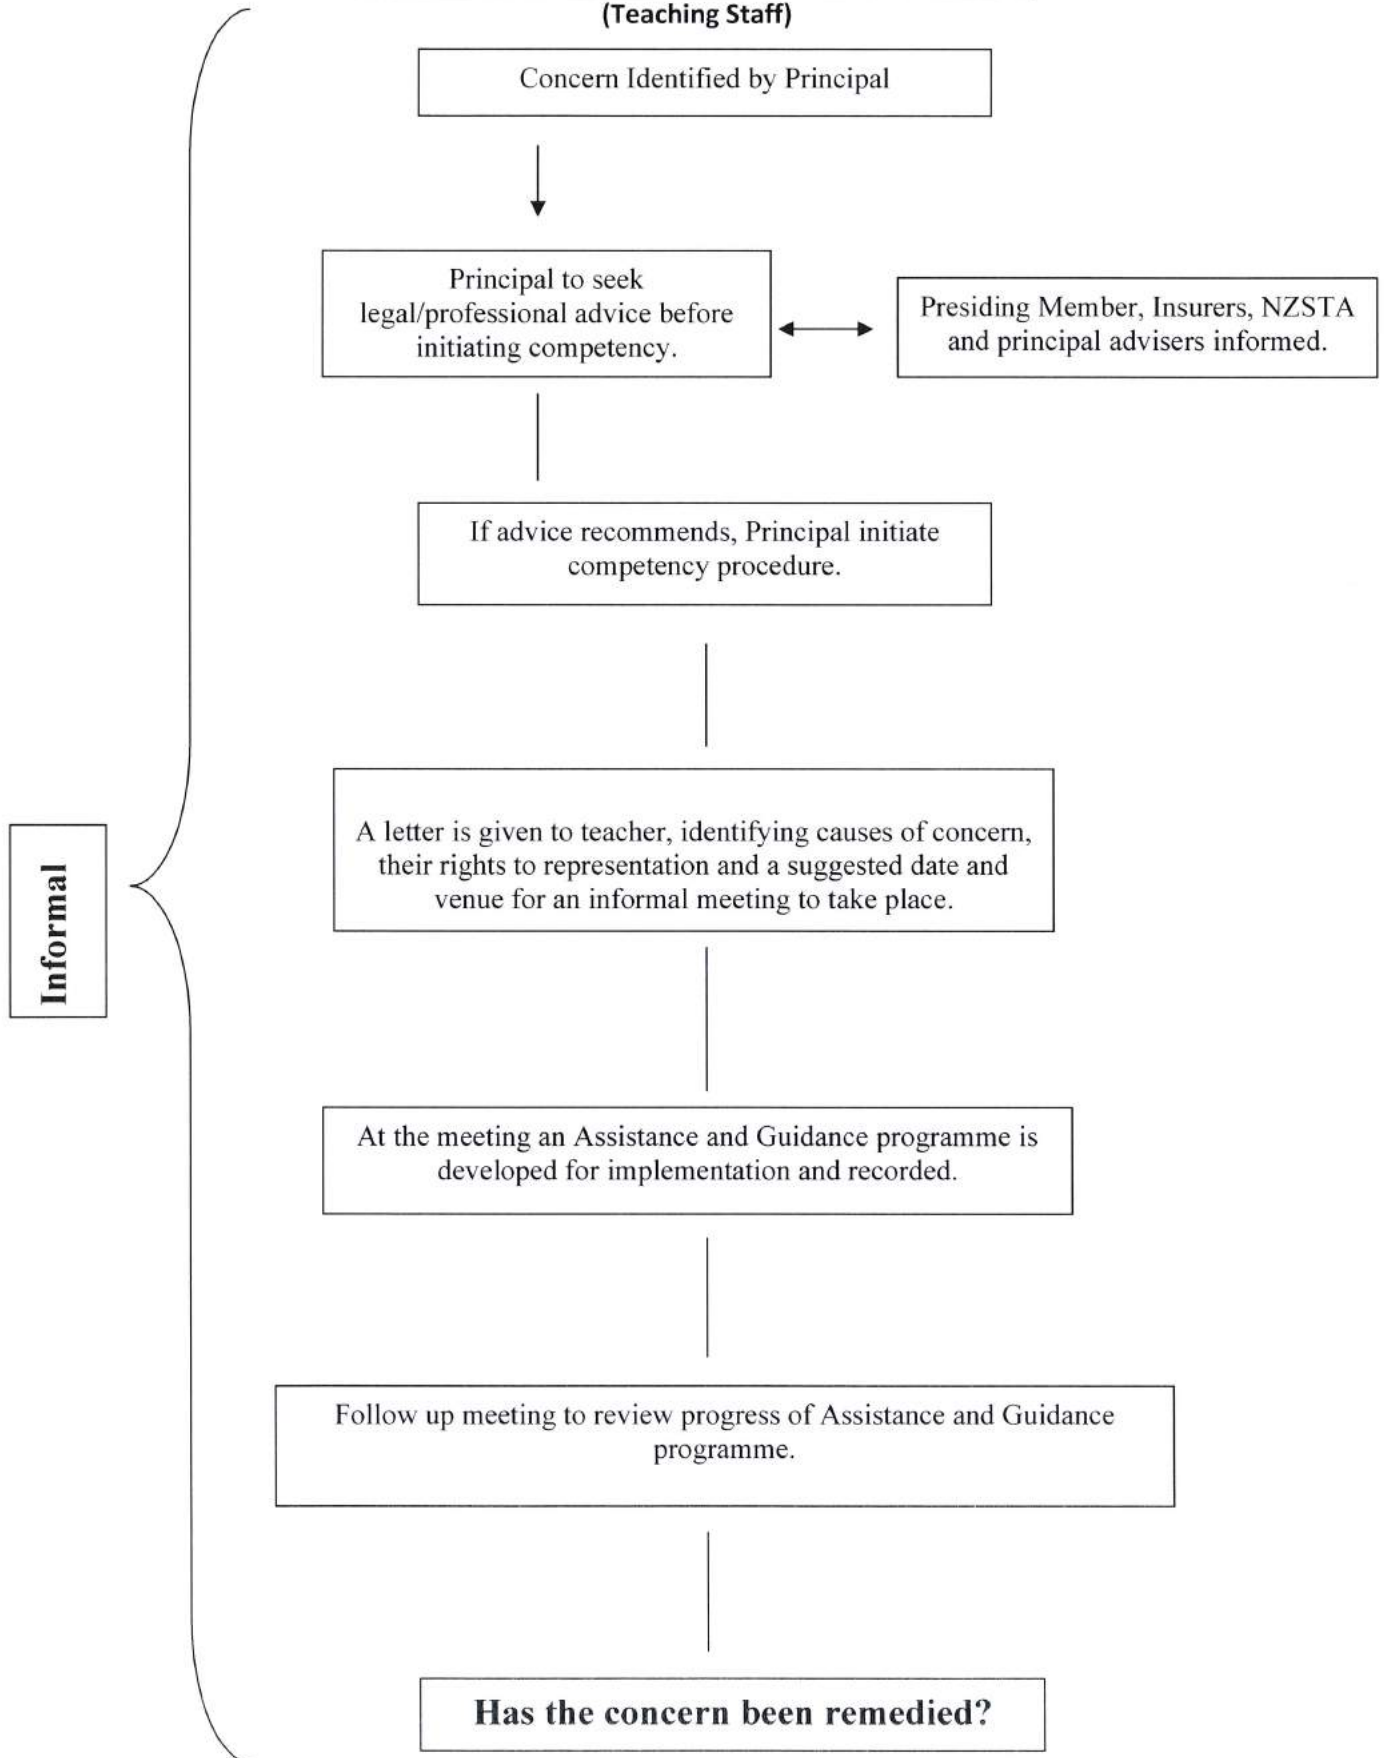 (Teaching Staff)
Concern Identified by Principal
Principal to seek
legal/professional advice before
initiating competency.
Presiding Member, Insurers, NZSTA
and principal advisers informed.
If advice recommends, Principal initiate
competency procedure.
A letter is given to teacher, identifying causes of concern,
their rights to representation and a suggested date and
venue for an informal meeting to take place.
Informal
At the meeting an Assistance and Guidance programme is
developed for implementation and recorded.
Follow up meeting to review progress of Assistance and Guidance
programme.
Has the concern been remedied?